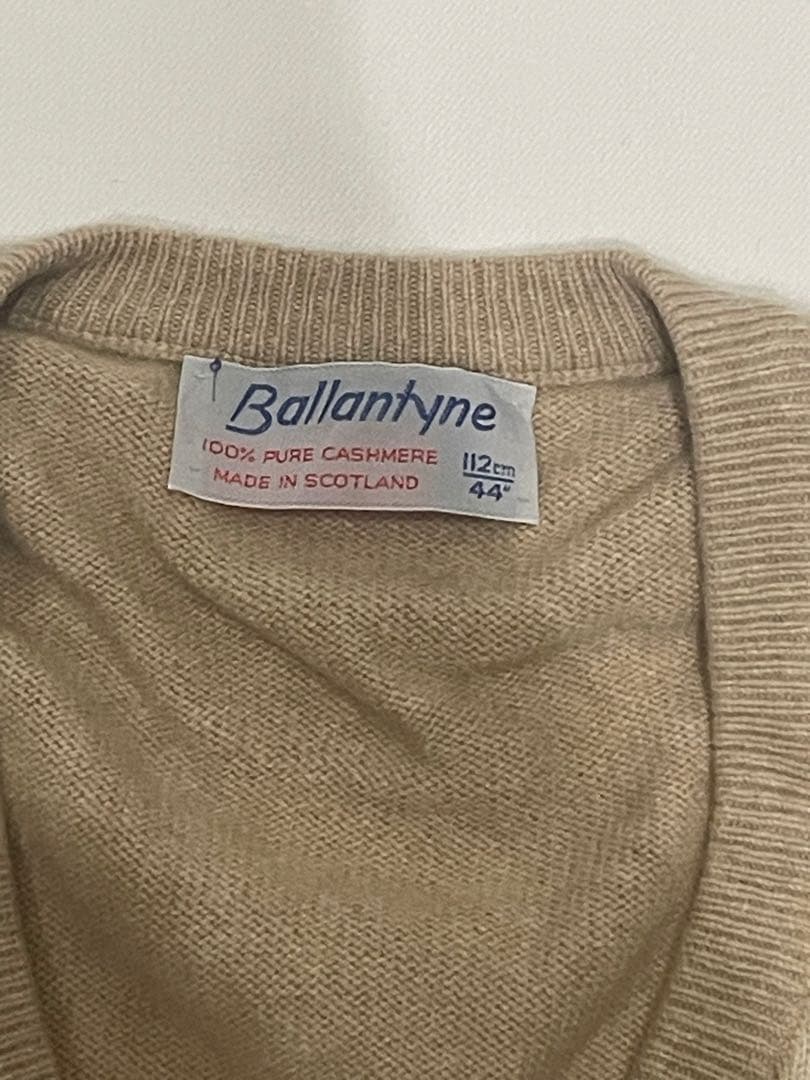 Ballantyne
100% PURE CASHMERE
MADE IN SCOTLAND
112cm
44"